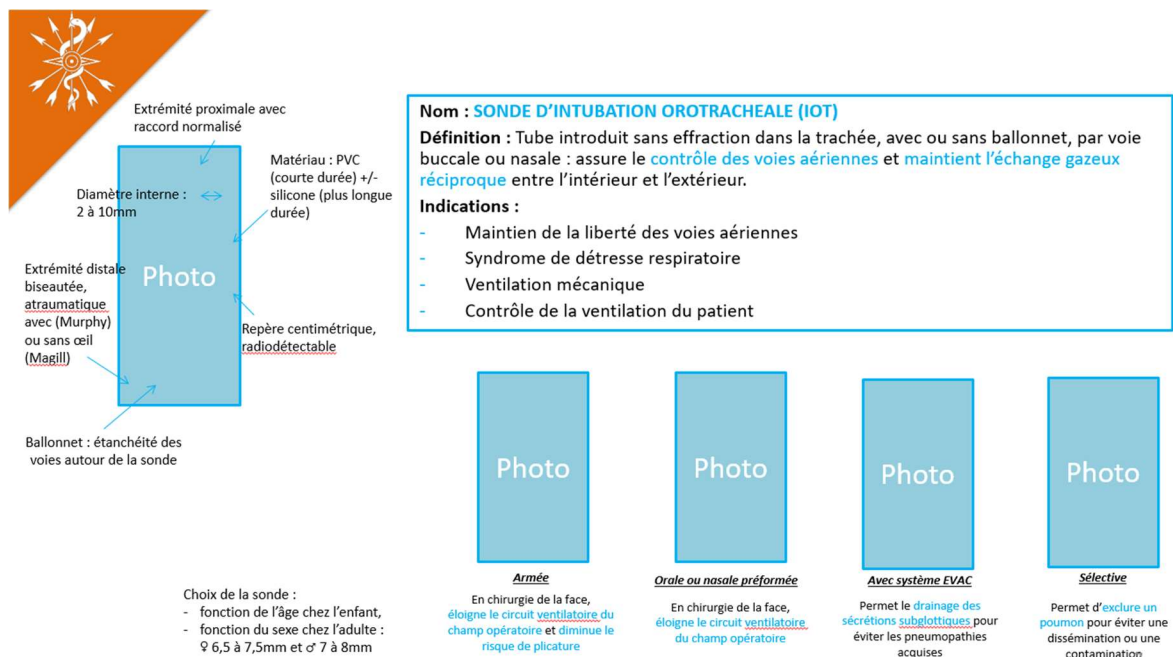 Extrémité proximale avec
raccord normalisé
Matériau : PVC
(courte durée) +/-
silicone (plus longue
durée)
Diamètre interne :
2 à 10mm
Photo
Extrémité distale
biseautée,
atraumatique
avec (Murphy)
ou sans œil
(Magill)
Repère centimétrique,
radiodétectable
Ballonnet : étanchéité des
voies autour de la sonde
Nom : SONDE D'INTUBATION OROTRACHEALE (IOT)
Définition : Tube introduit sans effraction dans la trachée, avec ou sans ballonnet, par voie
buccale ou nasale : assure le contrôle des voies aériennes et maintient l'échange gazeux
réciproque entre l'intérieur et l'extérieur.
Indications :
- Maintien de la liberté des voies aériennes
- Syndrome de détresse respiratoire
- Ventilation mécanique
- Contrôle de la ventilation du patient
Choix de la sonde :
- fonction de l'âge chez l'enfant,
- fonction du sexe chez l'adulte :
♀ 6,5 à 7,5mm et ♂ 7 à 8mm
Photo
Armée
En chirurgie de la face,
éloigne le circuit ventilatoire du
champ opératoire et diminue le
risque de plicature
Photo
Orale ou nasale préformée
En chirurgie de la face,
éloigne le circuit ventilatoire
du champ opératoire
Photo
Avec système EVAC
Permet le drainage des
sécrétions subglottiques pour
éviter les pneumopathies
acquises
Photo
Sélective
Permet d'exclure un
poumon pour éviter une
dissémination ou une
contamination